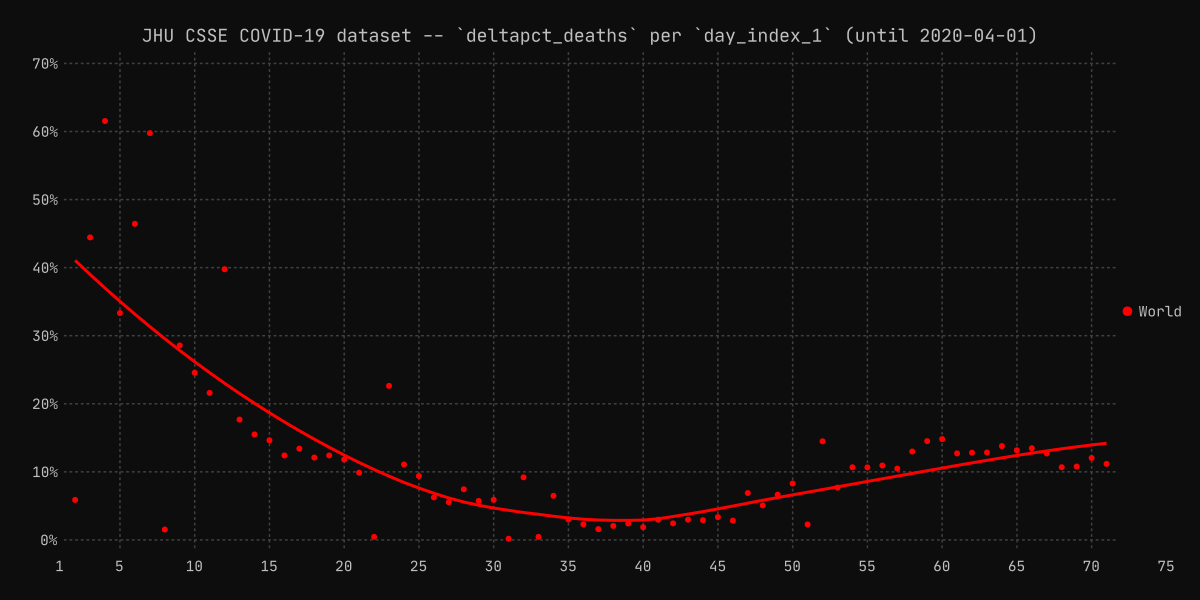 JHU CSSE COVID-19 dataset -- `deltapct_deaths` per `day_index_1` (until 2020-04-01)
70%
60%
50%
40%
30%
20%
10%
0%
World
1 5 10 15 20 25 30 35 40 45 50 55 60 65 70 75